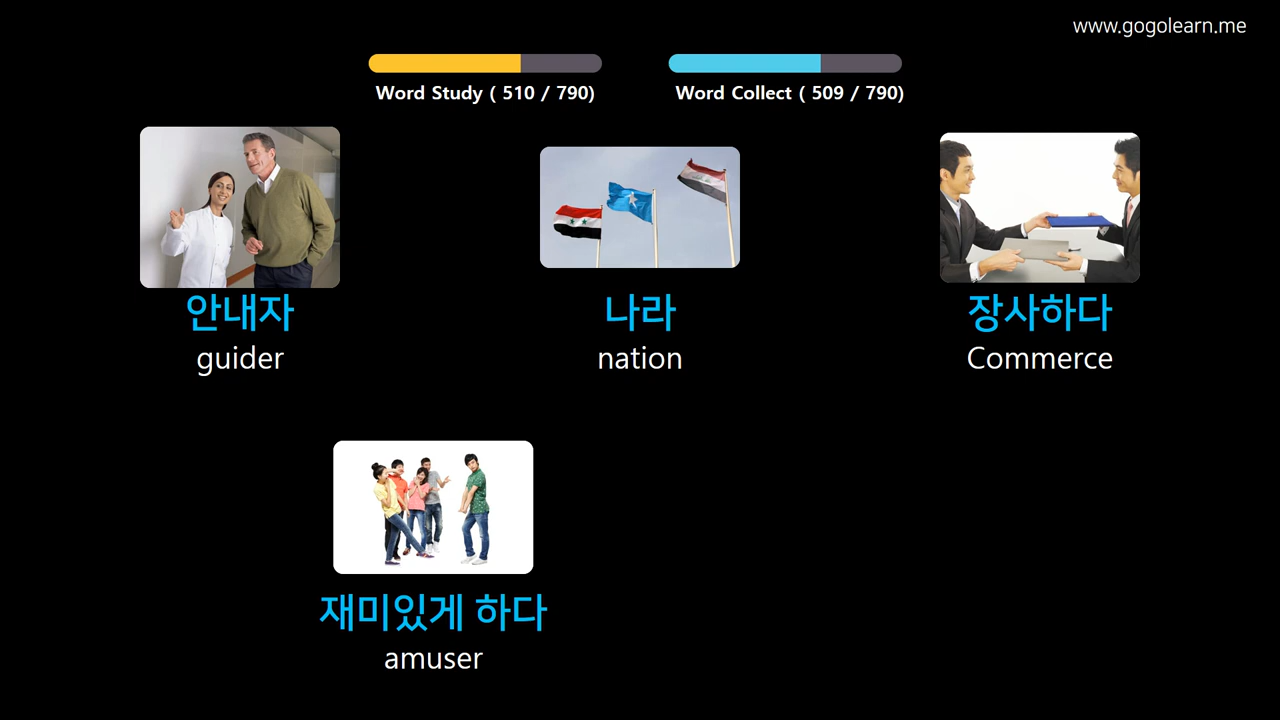 www.gogolearn.me
Word Study ( 510 / 790)
Word Collect ( 509 / 790)
안내자
guider
나라
nation
장사하다
Commerce
재미있게 하다
amuser